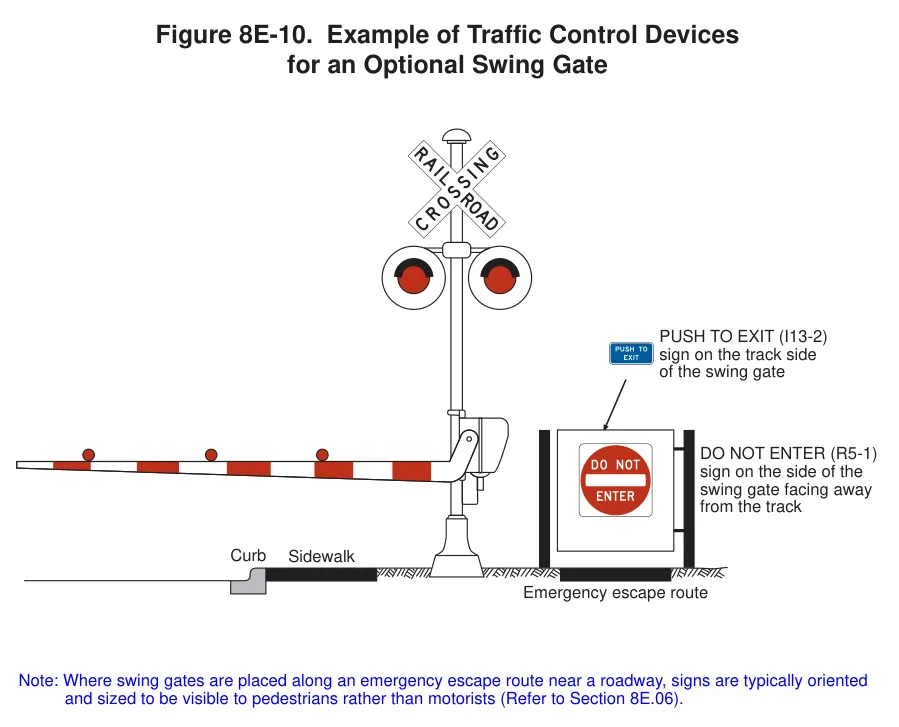 Figure 8E-10. Example of Traffic Control Devices
for an Optional Swing Gate
RAIL ROAD
CROSSING
PUSH TO
EXIT
PUSH TO EXIT (I13-2)
sign on the track side
of the swing gate
DO NOT
ENTER
DO NOT ENTER (R5-1)
sign on the side of the
swing gate facing away
from the track
Curb
Sidewalk
Emergency escape route
Note: Where swing gates are placed along an emergency escape route near a roadway, signs are typically oriented
and sized to be visible to pedestrians rather than motorists (Refer to Section 8E.06).